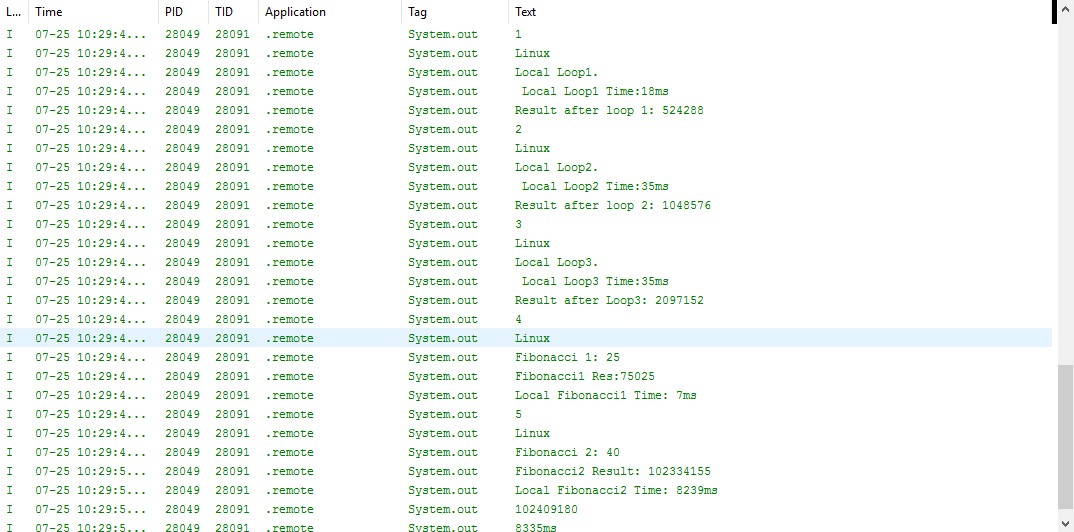 L... Time PID TID Application Tag Text
I 07-25 10:29:4... 28049 28091 .remote System.out 1
I 07-25 10:29:4... 28049 28091 .remote System.out Linux
I 07-25 10:29:4... 28049 28091 .remote System.out Local Loop1.
I 07-25 10:29:4... 28049 28091 .remote System.out Local Loop1 Time:18ms
I 07-25 10:29:4... 28049 28091 .remote System.out Result after loop 1: 524288
I 07-25 10:29:4... 28049 28091 .remote System.out 2
I 07-25 10:29:4... 28049 28091 .remote System.out Linux
I 07-25 10:29:4... 28049 28091 .remote System.out Local Loop2.
I 07-25 10:29:4... 28049 28091 .remote System.out Local Loop2 Time:35ms
I 07-25 10:29:4... 28049 28091 .remote System.out Result after loop 2: 1048576
I 07-25 10:29:4... 28049 28091 .remote System.out 3
I 07-25 10:29:4... 28049 28091 .remote System.out Linux
I 07-25 10:29:4... 28049 28091 .remote System.out Local Loop3.
I 07-25 10:29:4... 28049 28091 .remote System.out Local Loop3 Time:35ms
I 07-25 10:29:4... 28049 28091 .remote System.out Result after Loop3: 2097152
I 07-25 10:29:4... 28049 28091 .remote System.out 4
I 07-25 10:29:4... 28049 28091 .remote System.out Linux
I 07-25 10:29:4... 28049 28091 .remote System.out Fibonacci 1: 25
I 07-25 10:29:4... 28049 28091 .remote System.out Fibonacci1 Res:75025
I 07-25 10:29:4... 28049 28091 .remote System.out Local Fibonacci1 Time: 7ms
I 07-25 10:29:4... 28049 28091 .remote System.out 5
I 07-25 10:29:4... 28049 28091 .remote System.out Linux
I 07-25 10:29:4... 28049 28091 .remote System.out Fibonacci 2: 40
I 07-25 10:29:5... 28049 28091 .remote System.out Fibonacci2 Result: 102334155
I 07-25 10:29:5... 28049 28091 .remote System.out Local Fibonacci2 Time: 8239ms
I 07-25 10:29:5... 28049 28091 .remote System.out 102409180
I 07-25 10:29:5... 28049 28091 .remote System.out 8335ms